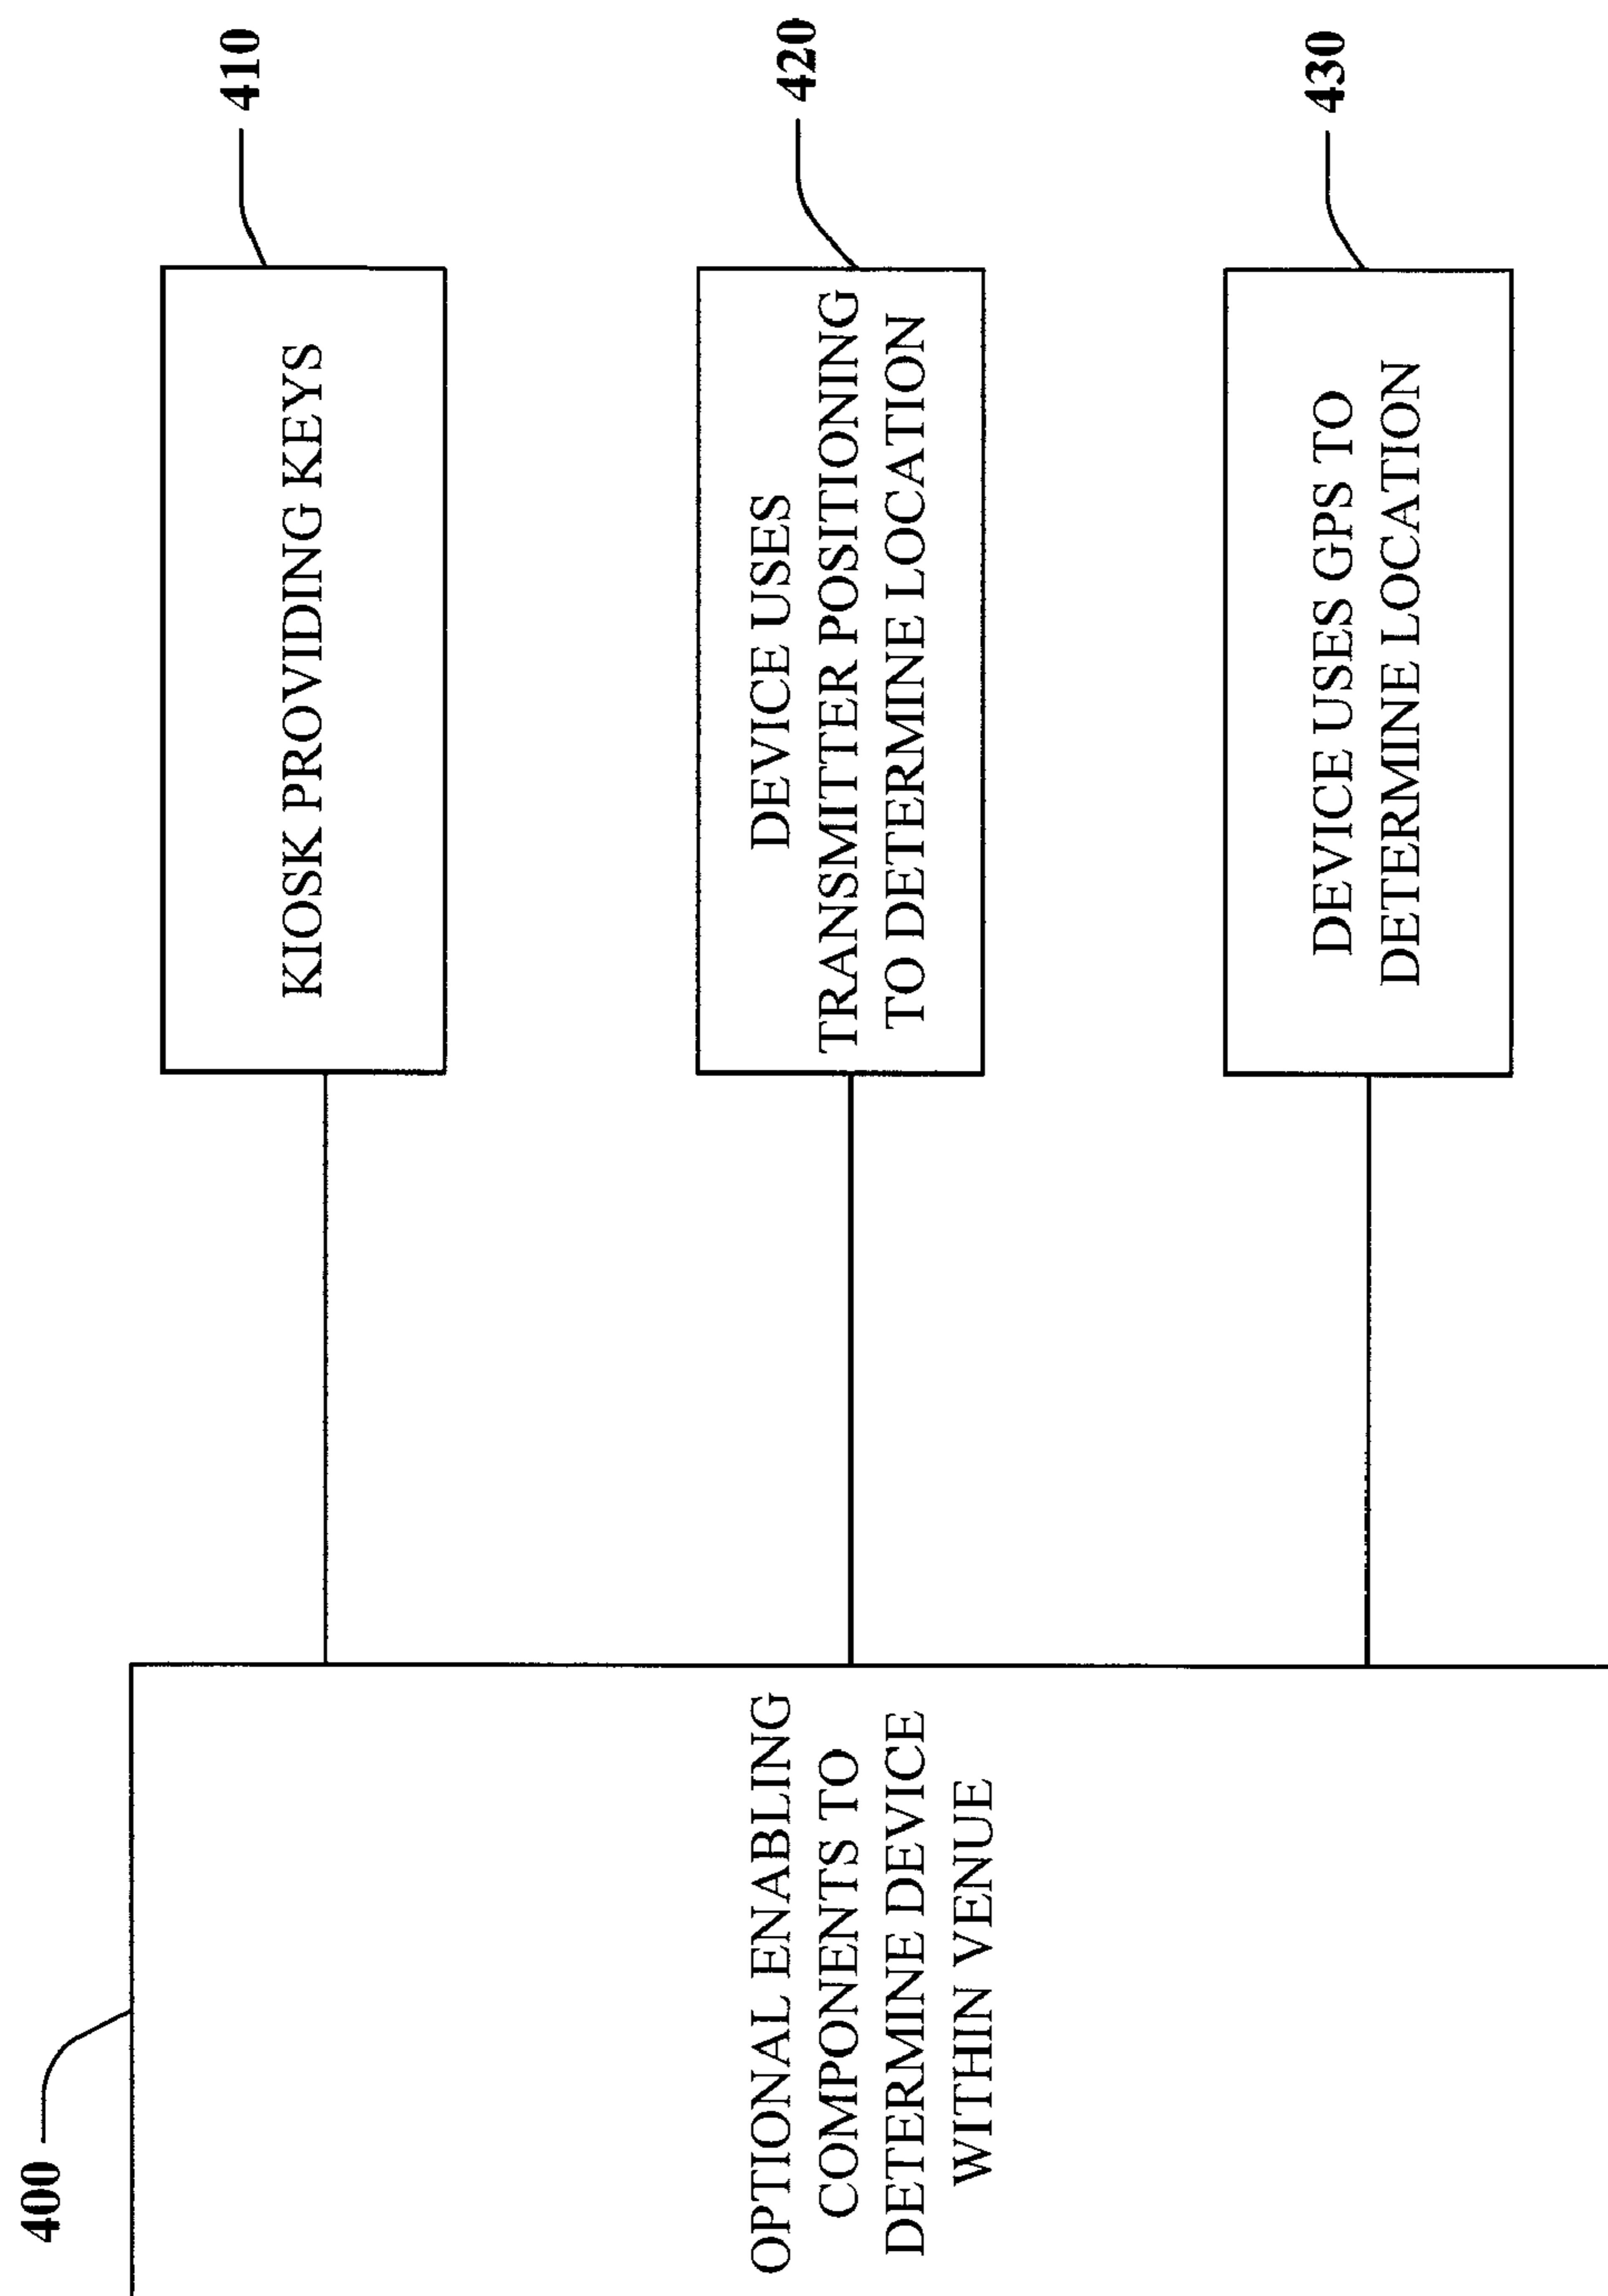 400
OPTIONAL ENABLING
COMPONENTS TO
DETERMINE DEVICE
WITHIN VENUE
KIOSK PROVIDING KEYS
410
DEVICE USES
TRANSMITTER POSITIONING
TO DETERMINE LOCATION
420
DEVICE USES GPS TO
DETERMINE LOCATION
430